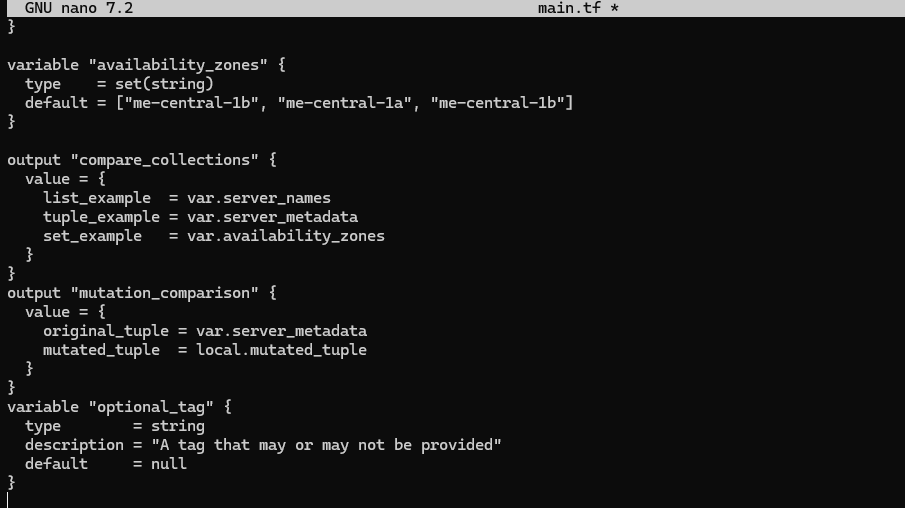 GNU nano 7.2 main.tf *
}
variable "availability_zones" {
  type    = set(string)
  default = ["me-central-1b", "me-central-1a", "me-central-1b"]
}
output "compare_collections" {
  value = {
    list_example  = var.server_names
    tuple_example = var.server_metadata
    set_example   = var.availability_zones
  }
}
output "mutation_comparison" {
  value = {
    original_tuple = var.server_metadata
    mutated_tuple  = local.mutated_tuple
  }
}
variable "optional_tag" {
  type        = string
  description = "A tag that may or may not be provided"
  default     = null
}